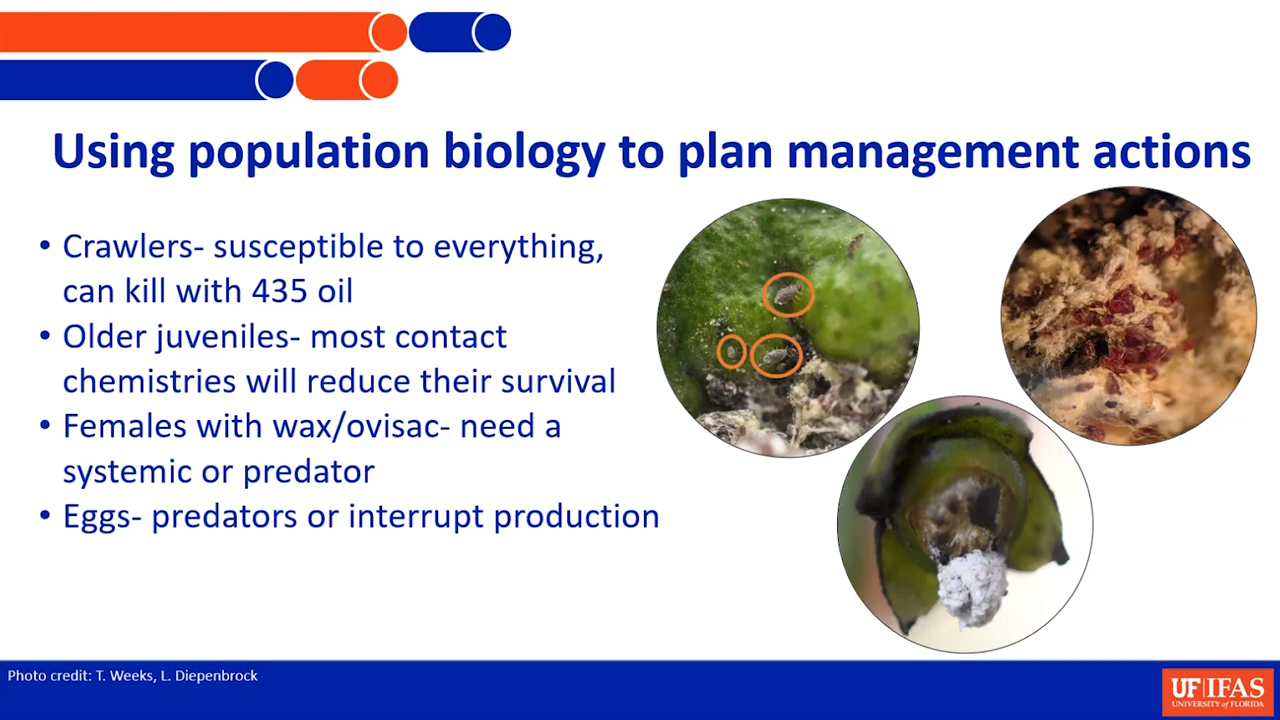 Using population biology to plan management actions
• Crawlers- susceptible to everything,
can kill with 435 oil
• Older juveniles- most contact
chemistries will reduce their survival
• Females with wax/ovisac- need a
systemic or predator
• Eggs- predators or interrupt production
Photo credit: T. Weeks, L. Diepenbrock
UF|IFAS
UNIVERSITY of FLORIDA